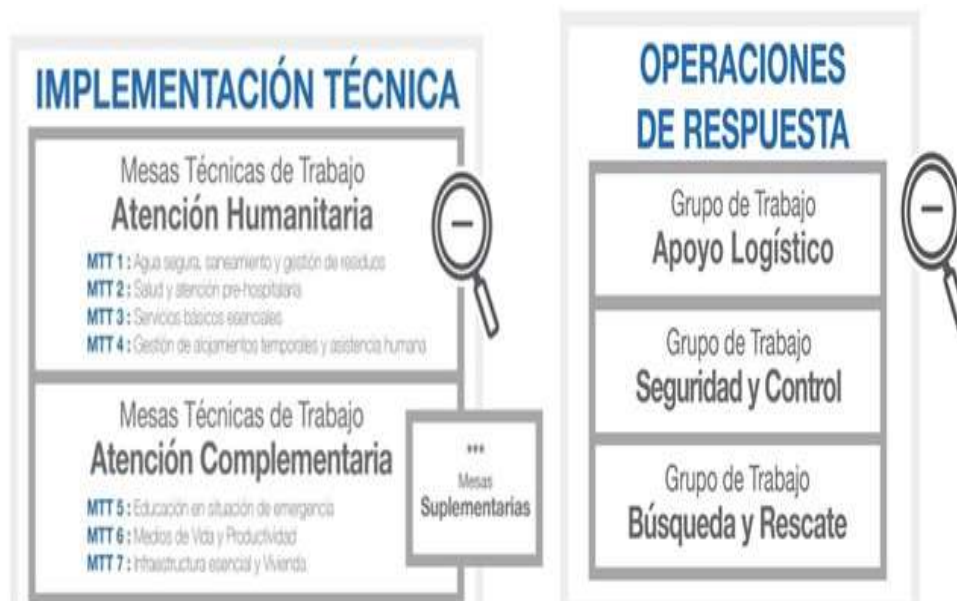 IMPLEMENTACIÓN TÉCNICA
Mesas Técnicas de Trabajo
Atención Humanitaria
MTT 1 : Agua segura, saneamiento y gestión de residuos
MTT 2 : Salud y atención pre-hospitalaria
MTT 3 : Servicios básicos esenciales
MTT 4 : Gestión de alojamentos temporales y asistencia humana
Mesas Técnicas de Trabajo
Atención Complementaria
MTT 5 : Educación en situación de emergencia
MTT 6 : Medios de Vida y Productividad
MTT 7 : Infraestructura esencial y Vivienda
***
Mesas
Suplementarias
OPERACIONES
DE RESPUESTA
Grupo de Trabajo
Apoyo Logístico
Grupo de Trabajo
Seguridad y Control
Grupo de Trabajo
Búsqueda y Rescate